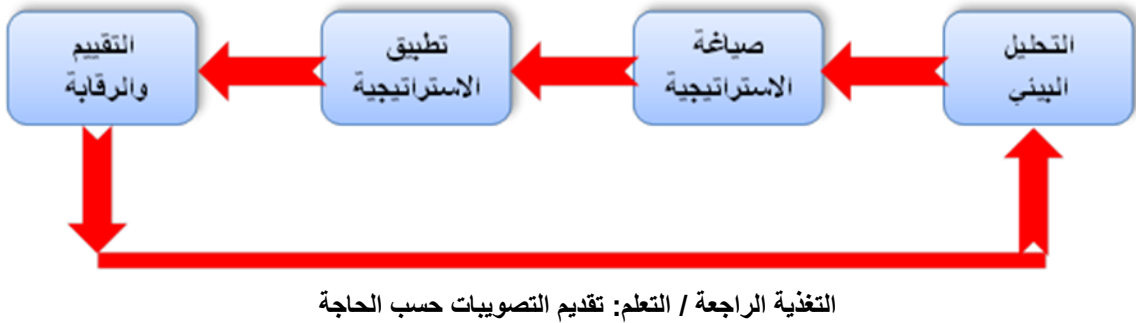 التحليل
البيئي
صياغة
الاستراتيجية
تطبيق
الاستراتيجية
التقييم
والرقابة
التغذية الراجعة / التعلم: تقديم التصويبات حسب الحاجة